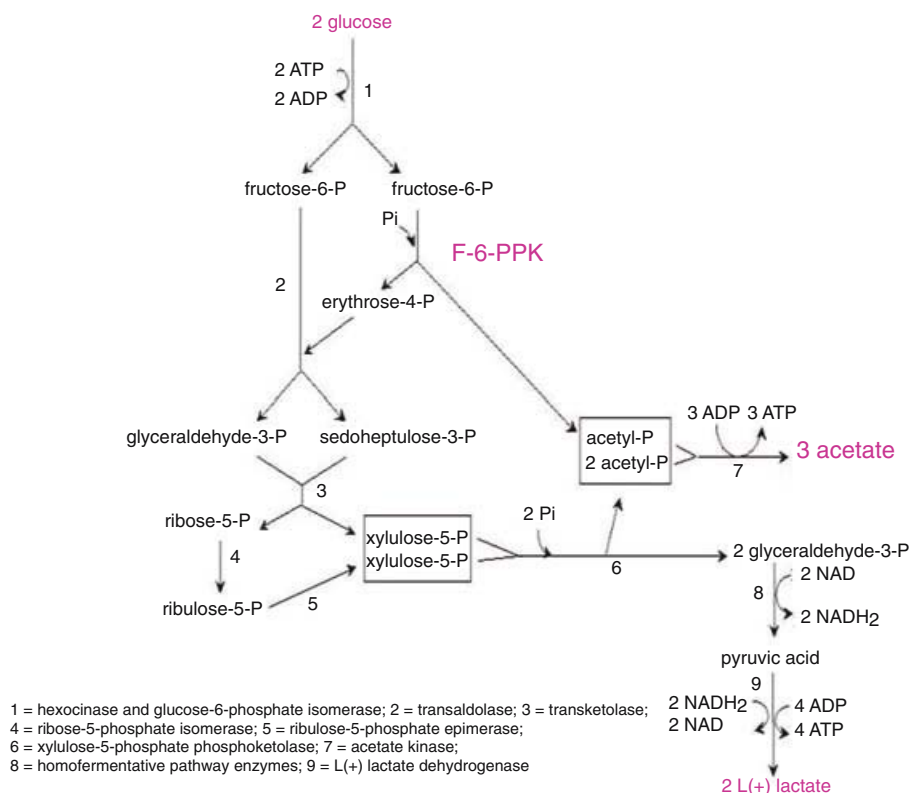 2 glucose
2 ATP
2 ADP
1
fructose-6-P
fructose-6-P
Pi
F-6-PPK
2
erythrose-4-P
glyceraldehyde-3-P
sedoheptulose-3-P
3
acetyl-P
2 acetyl-P
3 ADP
3 ATP
7
3 acetate
ribose-5-P
4
ribulose-5-P
5
xylulose-5-P
xylulose-5-P
2 Pi
6
2 glyceraldehyde-3-P
8
2 NAD
2 NADH2
pyruvic acid
9
2 NADH2
2 NAD
4 ADP
4 ATP
2 L(+) lactate
1 = hexocinase and glucose-6-phosphate isomerase; 2 = transaldolase; 3 = transketolase;
4 = ribose-5-phosphate isomerase; 5 = ribulose-5-phosphate epimerase;
6 = xylulose-5-phosphate phosphoketolase; 7 = acetate kinase;
8 = homofermentative pathway enzymes; 9 = L(+) lactate dehydrogenase